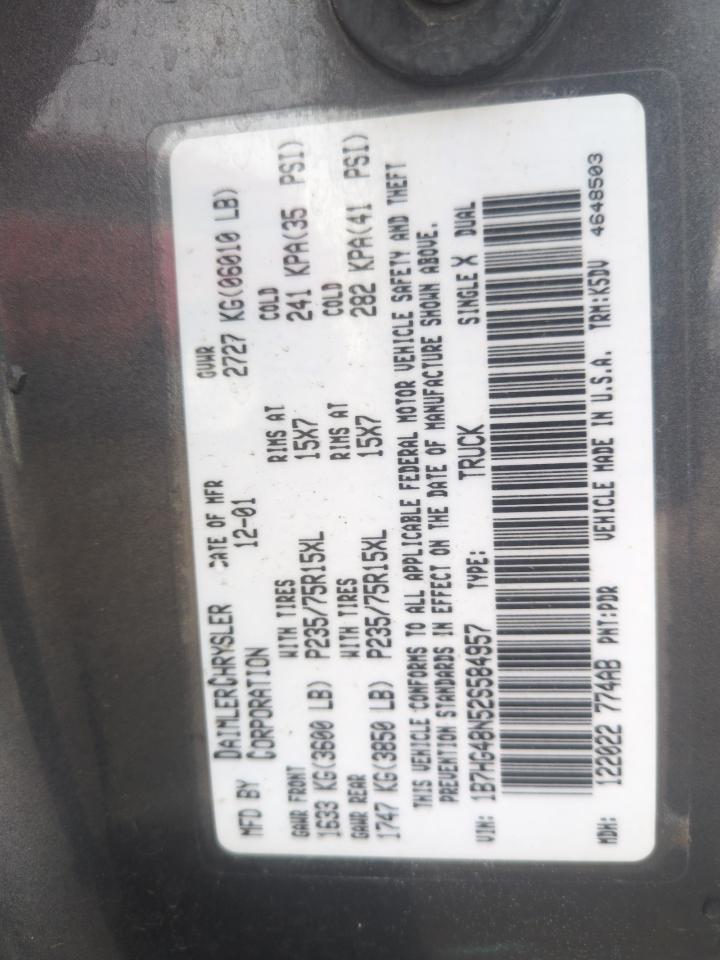 MFD BY DAIMLERCHRYSLER DATE OF MFR GVWR
CORPORATION 12-01 2727 KG(06010 LB)
GAWR FRONT WITH TIRES RIMS AT COLD
1633 KG(3600 LB) P235/75R15XL 15X7 241 KPA(35 PSI)
GAWR REAR WITH TIRES RIMS AT COLD
1747 KG(3850 LB) P235/75R15XL 15X7 282 KPA(41 PSI)
THIS VEHICLE CONFORMS TO ALL APPLICABLE FEDERAL MOTOR VEHICLE SAFETY AND THEFT
PREVENTION STANDARDS IN EFFECT ON THE DATE OF MANUFACTURE SHOWN ABOVE.
VIN: 1B7HG48N52S584957 TYPE: TRUCK SINGLE X DUAL
MDH: 122022 774AB PNT:PDR VEHICLE MADE IN U.S.A. TRM:K5DV 4648503